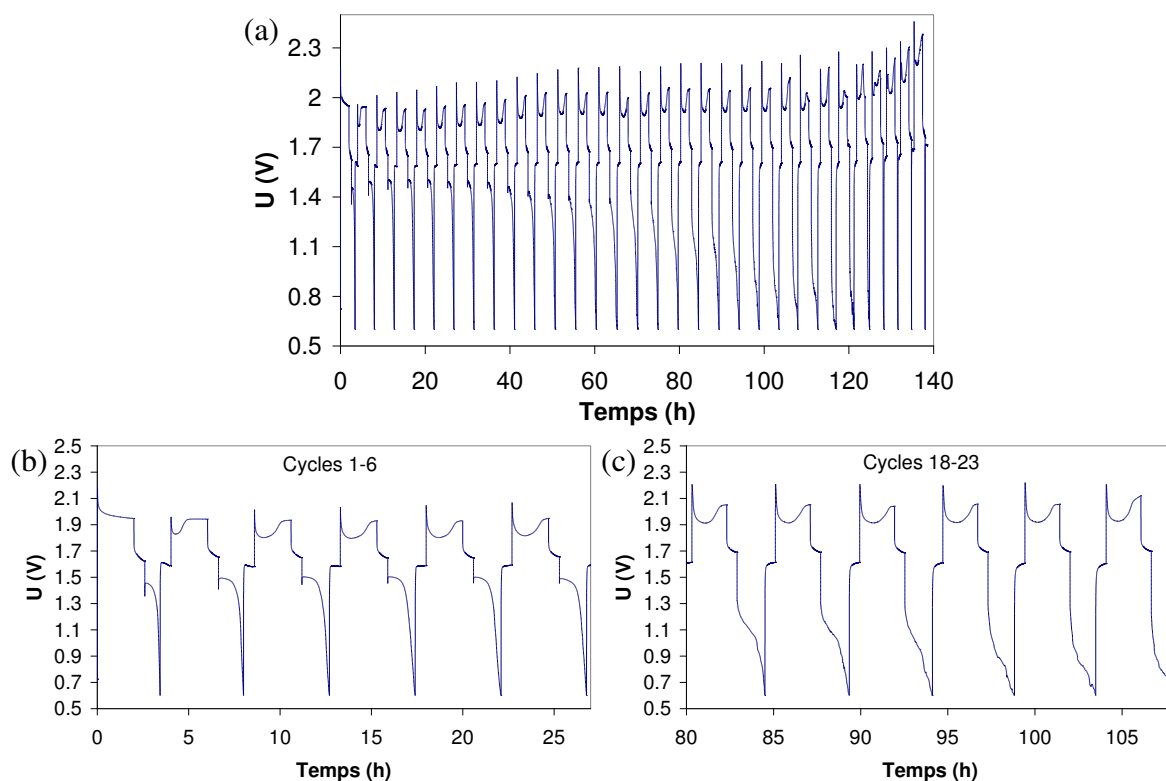 (a)
U (V)
2.3
2
1.7
1.4
1.1
0.8
0.5
0 20 40 60 80 100 120 140
Temps (h)
(b)
Cycles 1-6
U (V)
2.5
2.3
2.1
1.9
1.7
1.5
1.3
1.1
0.9
0.7
0.5
0 5 10 15 20 25
Temps (h)
(c)
Cycles 18-23
U (V)
2.5
2.3
2.1
1.9
1.7
1.5
1.3
1.1
0.9
0.7
0.5
80 85 90 95 100 105
Temps (h)